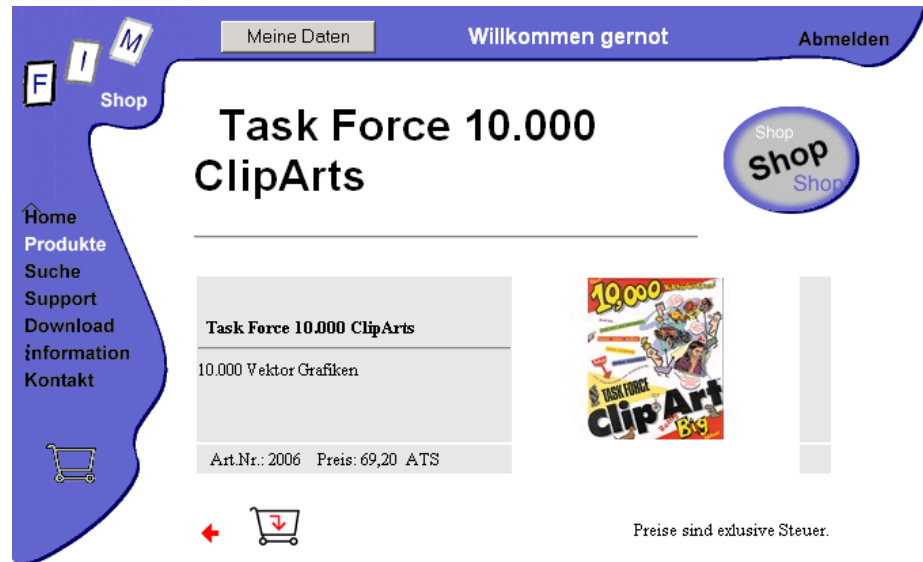 F I M
Shop
Meine Daten
Willkommen gernot
Abmelden
Task Force 10.000
ClipArts
Shop
Shop
Shop
Home
Produkte
Suche
Support
Download
information
Kontakt
Task Force 10.000 ClipArts
10.000 Vektor Grafiken
Art.Nr.: 2006 Preis: 69,20 ATS
10,000
TASK FORCE
Clip Art
Big
Preise sind exlusive Steuer.